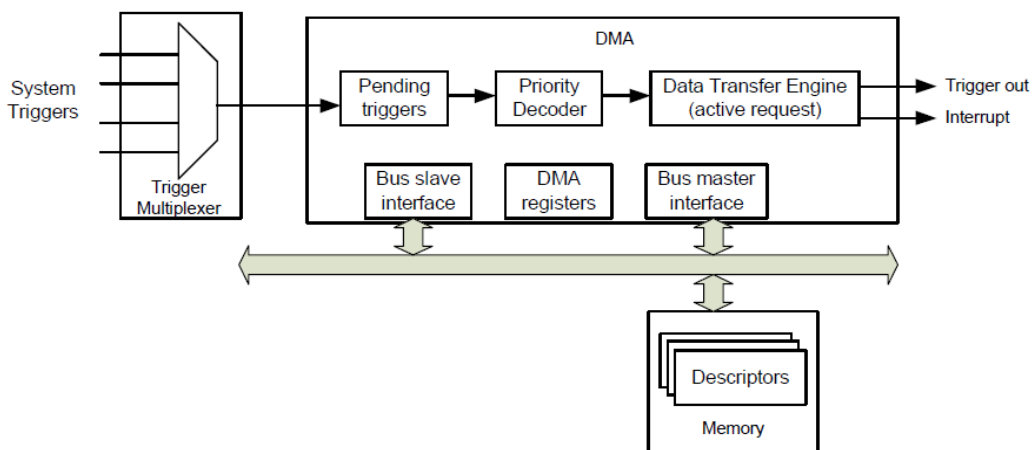 System
Triggers
Trigger
Multiplexer
DMA
Pending
triggers
Priority
Decoder
Data Transfer Engine
(active request)
Trigger out
Interrupt
Bus slave
interface
DMA
registers
Bus master
interface
Descriptors
Memory